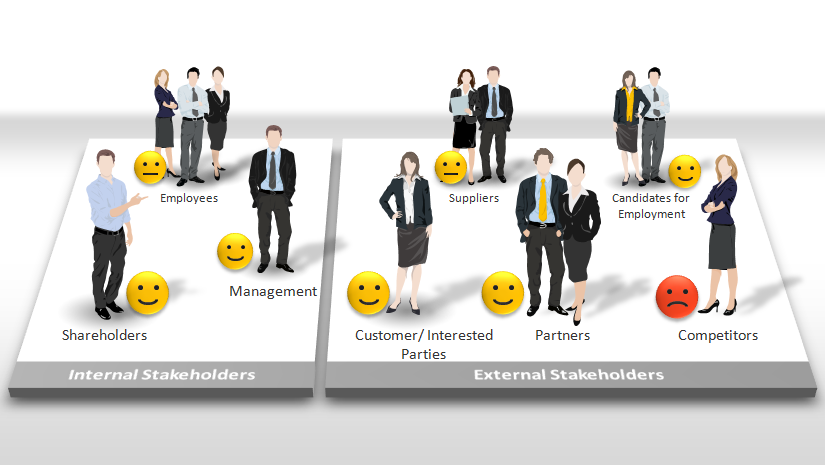 Employees
Suppliers
Candidates for
Employment
Management
Shareholders
Customer/ Interested
Parties
Partners
Competitors
Internal Stakeholders
External Stakeholders